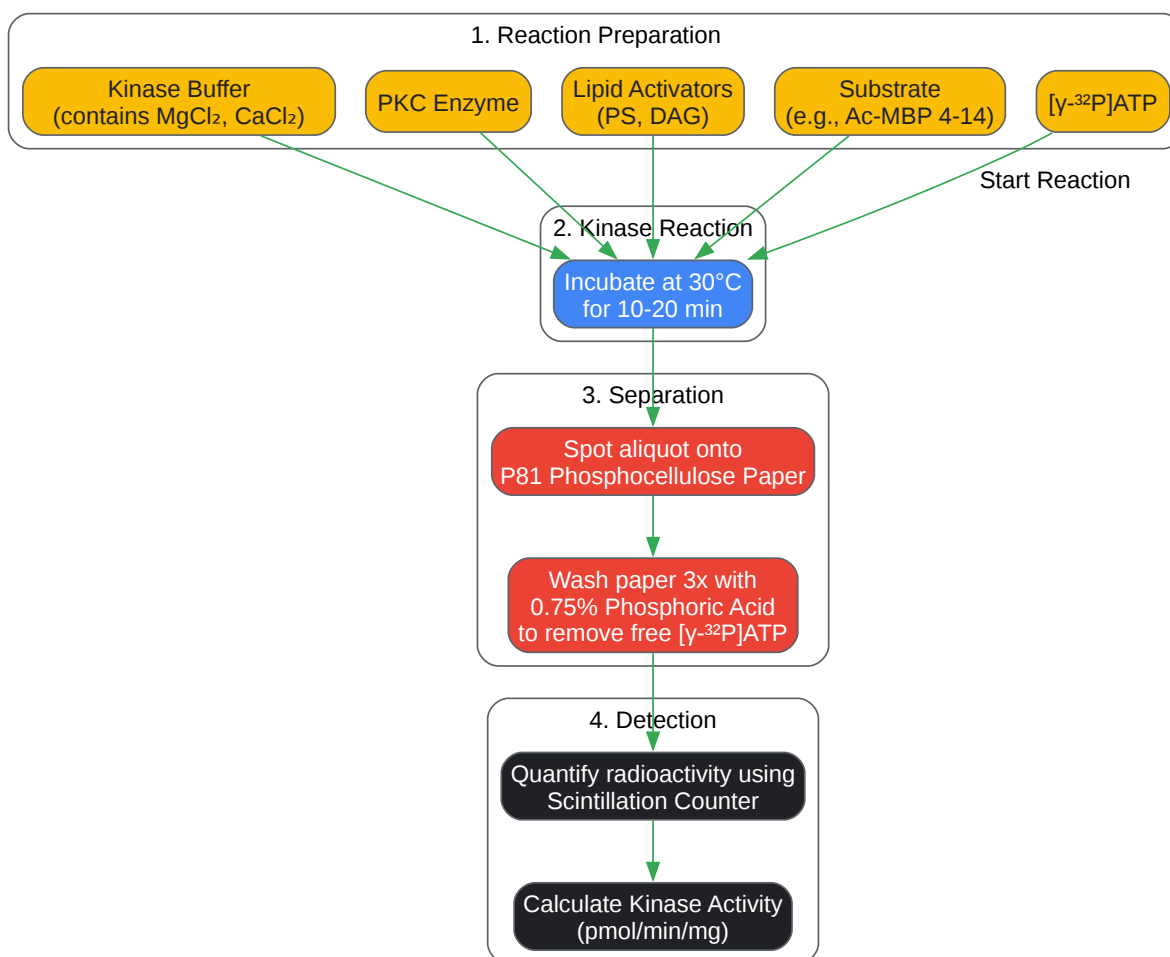 1. Reaction Preparation
Kinase Buffer
(contains MgCl₂, CaCl₂)
PKC Enzyme
Lipid Activators
(PS, DAG)
Substrate
(e.g., Ac-MBP 4-14)
[γ-³²P]ATP
Start Reaction
2. Kinase Reaction
Incubate at 30°C
for 10-20 min
3. Separation
Spot aliquot onto
P81 Phosphocellulose Paper
Wash paper 3x with
0.75% Phosphoric Acid
to remove free [γ-³²P]ATP
4. Detection
Quantify radioactivity using
Scintillation Counter
Calculate Kinase Activity
(pmol/min/mg)